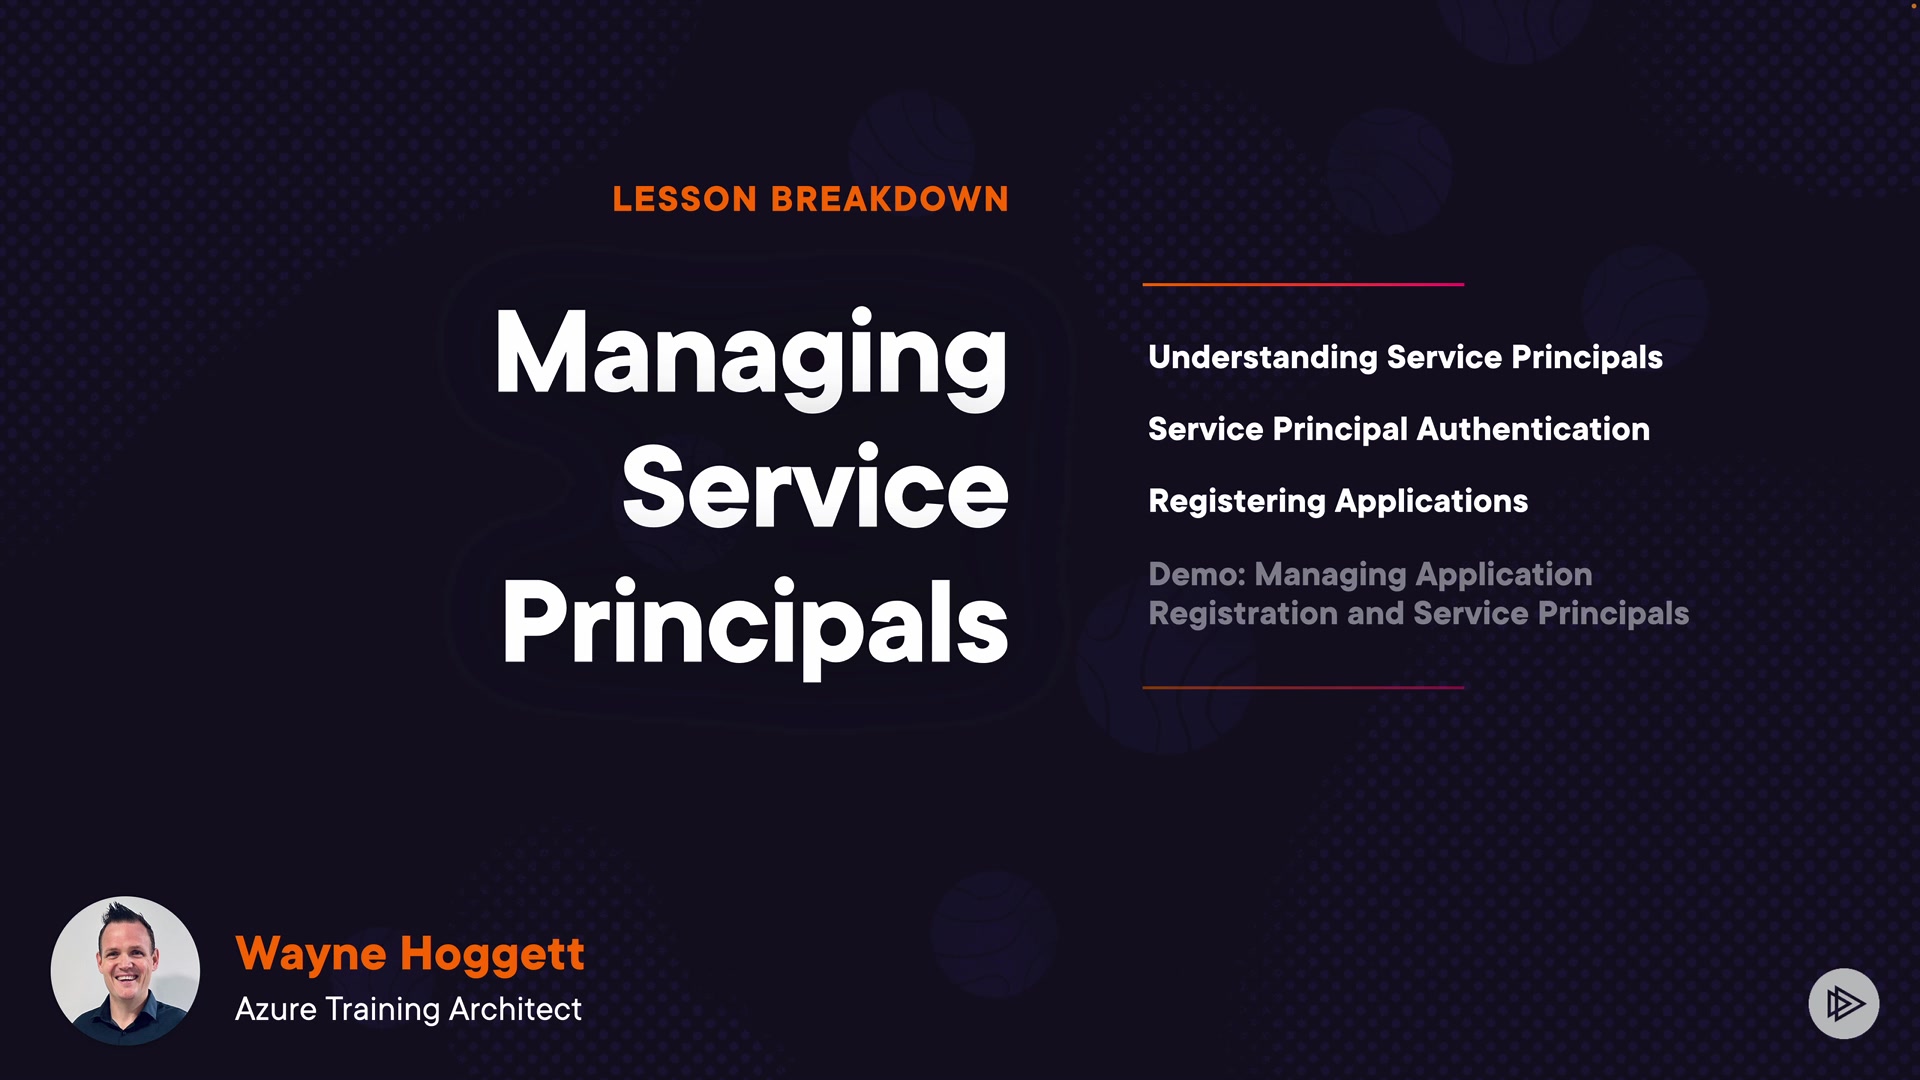 LESSON BREAKDOWN
Managing
Service
Principals
Understanding Service Principals
Service Principal Authentication
Registering Applications
Demo: Managing Application
Registration and Service Principals
Wayne Hoggett
Azure Training Architect